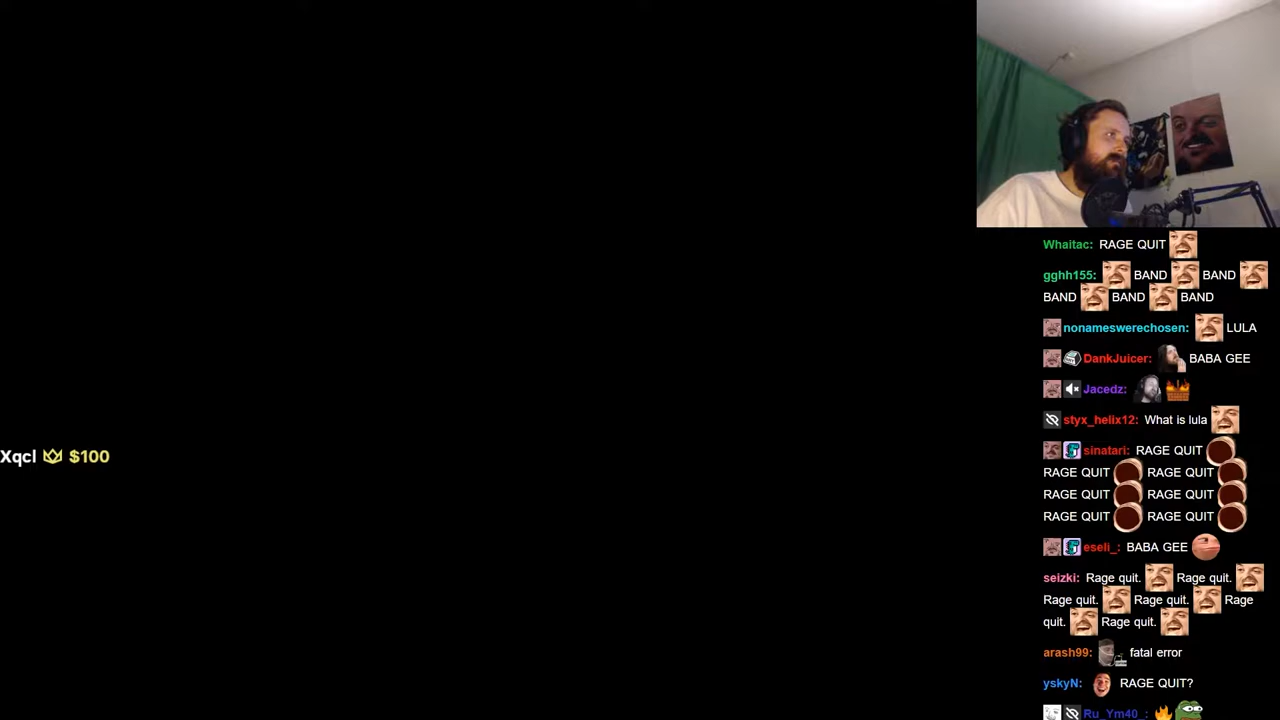 Whaitac: RAGE QUIT
gghh155: BAND BAND
BAND BAND BAND
nonameswerechosen: LULA
DankJuicer: BABA GEE
Jacedz:
styx_helix12: What is lula
Xqcl $100
sinatari: RAGE QUIT
RAGE QUIT RAGE QUIT
RAGE QUIT RAGE QUIT
RAGE QUIT RAGE QUIT
eseli_: BABA GEE
seizki: Rage quit. Rage quit.
Rage quit. Rage quit. Rage
quit. Rage quit.
arash99: fatal error
yskyN: RAGE QUIT?
Ru_Ym40_: